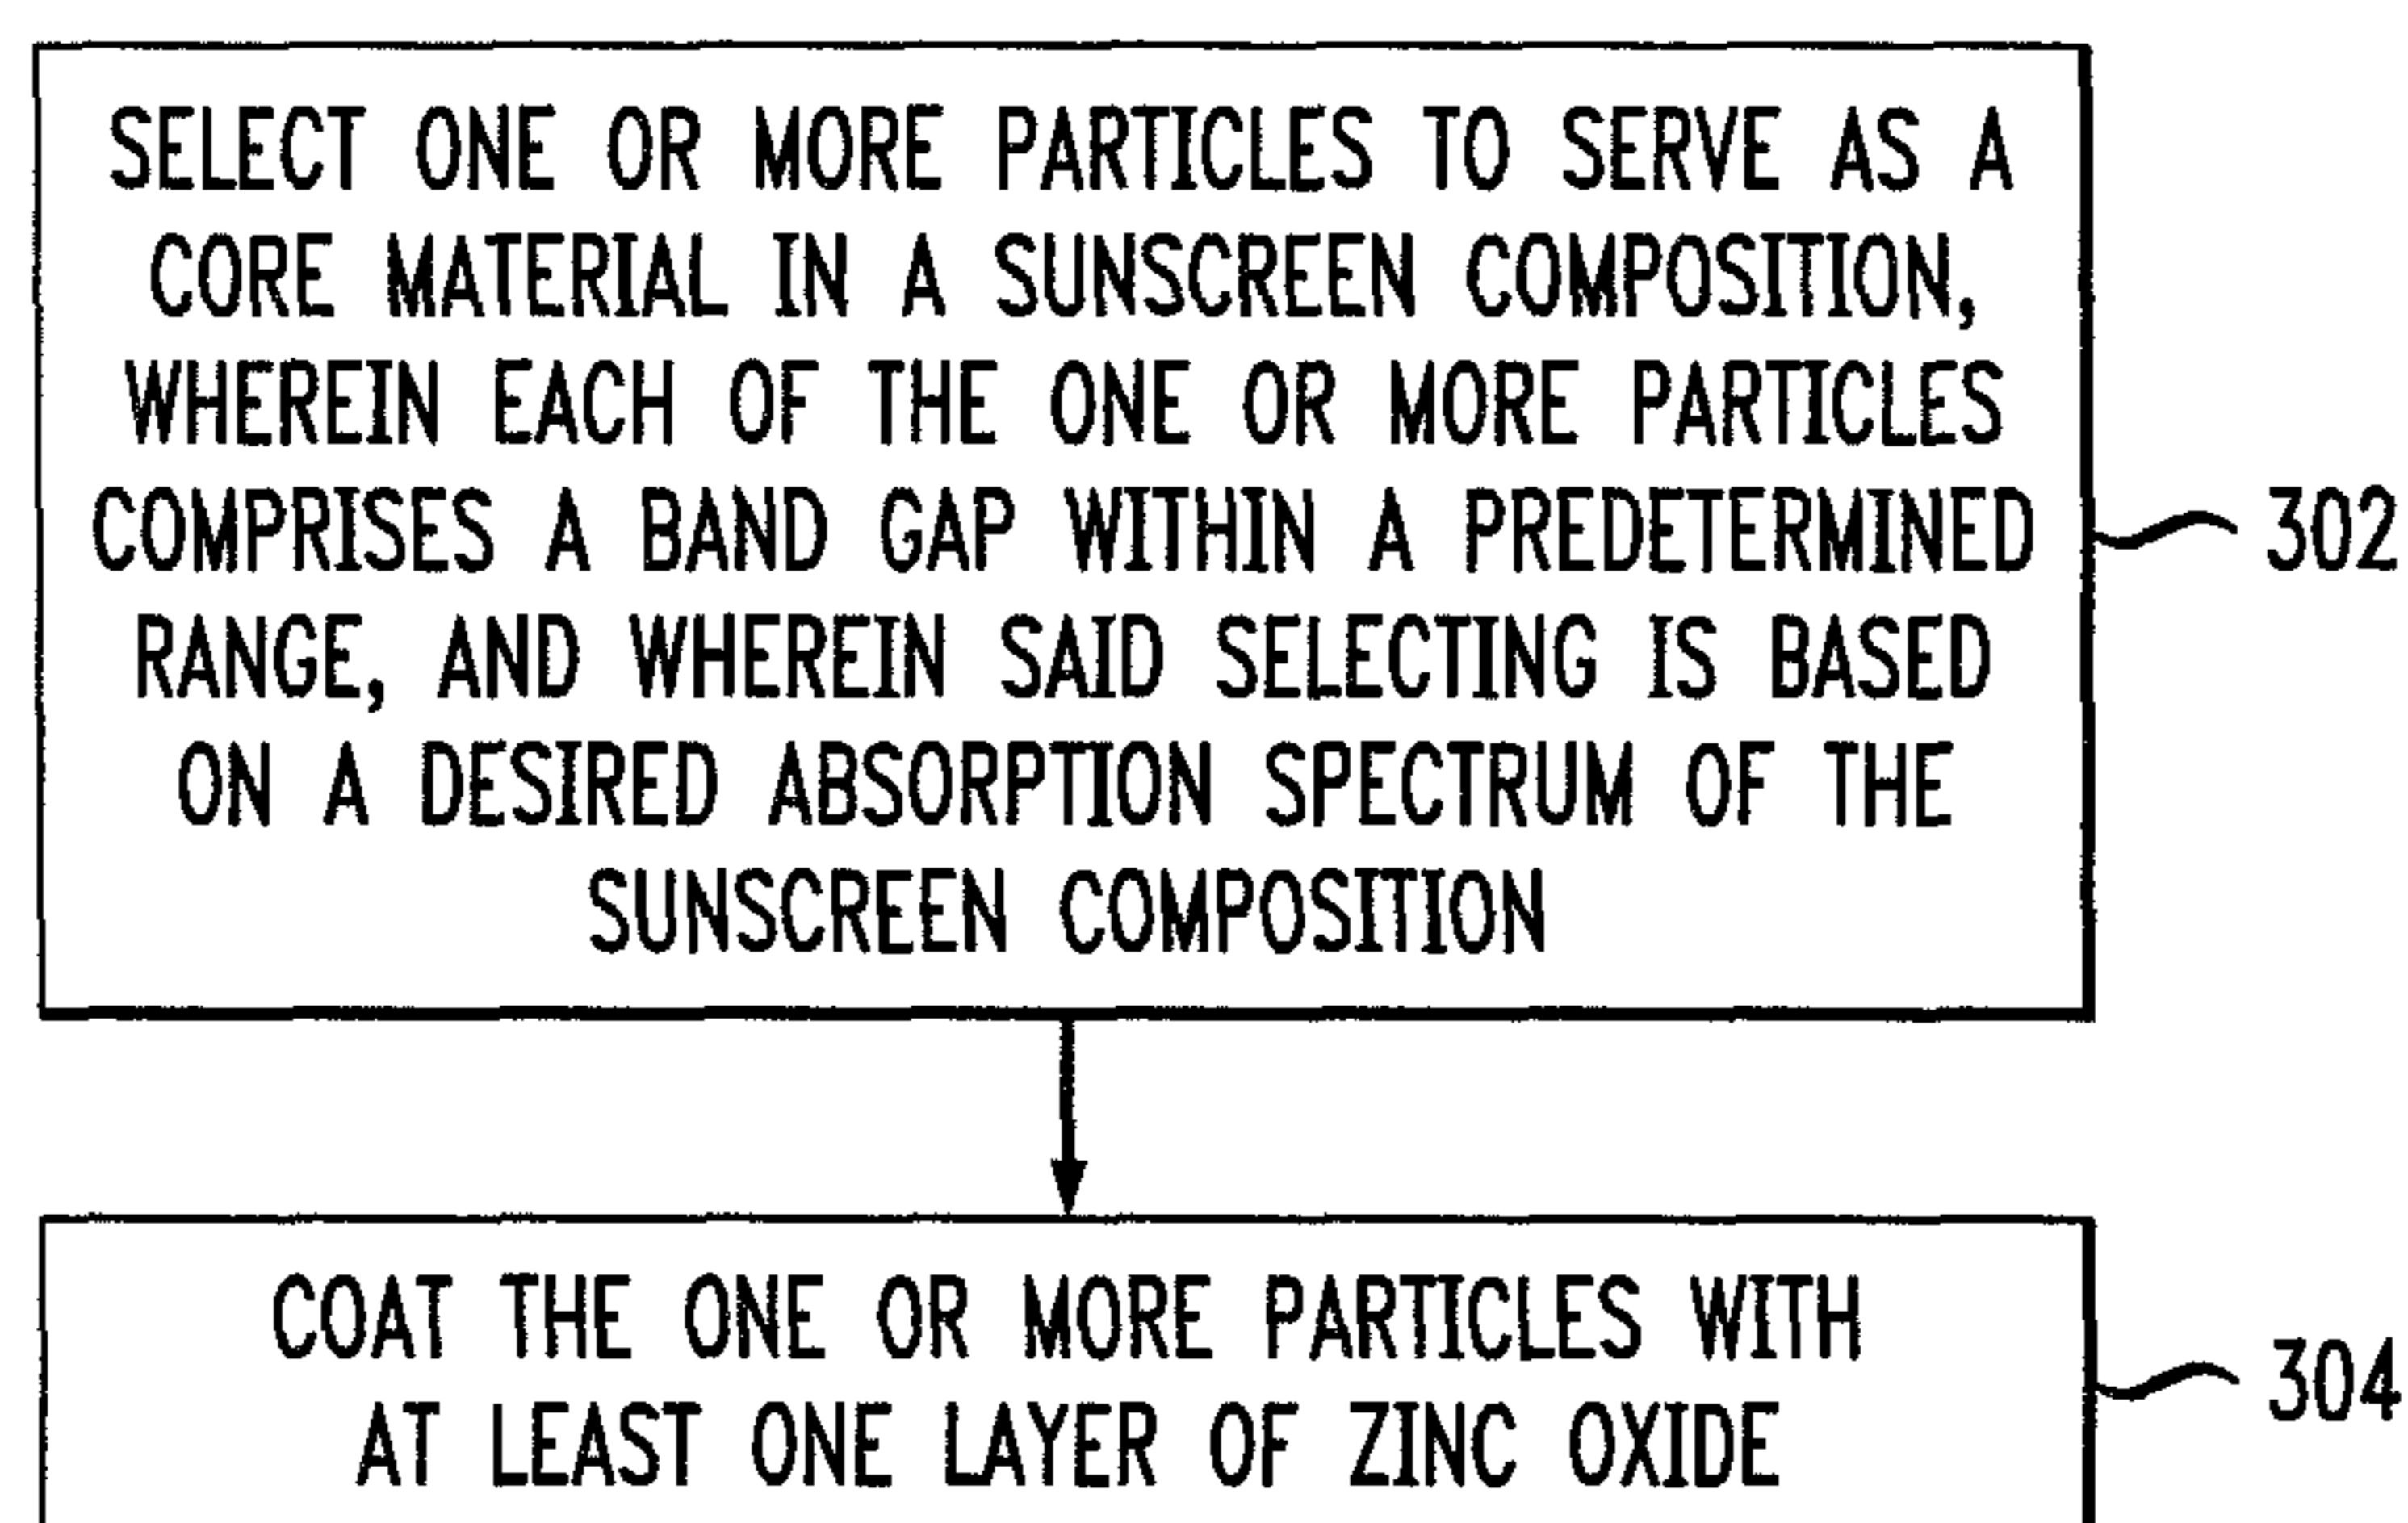 SELECT ONE OR MORE PARTICLES TO SERVE AS A
CORE MATERIAL IN A SUNSCREEN COMPOSITION,
WHEREIN EACH OF THE ONE OR MORE PARTICLES
COMPRISES A BAND GAP WITHIN A PREDETERMINED
RANGE, AND WHEREIN SAID SELECTING IS BASED
ON A DESIRED ABSORPTION SPECTRUM OF THE
SUNSCREEN COMPOSITION
302
COAT THE ONE OR MORE PARTICLES WITH
AT LEAST ONE LAYER OF ZINC OXIDE
304